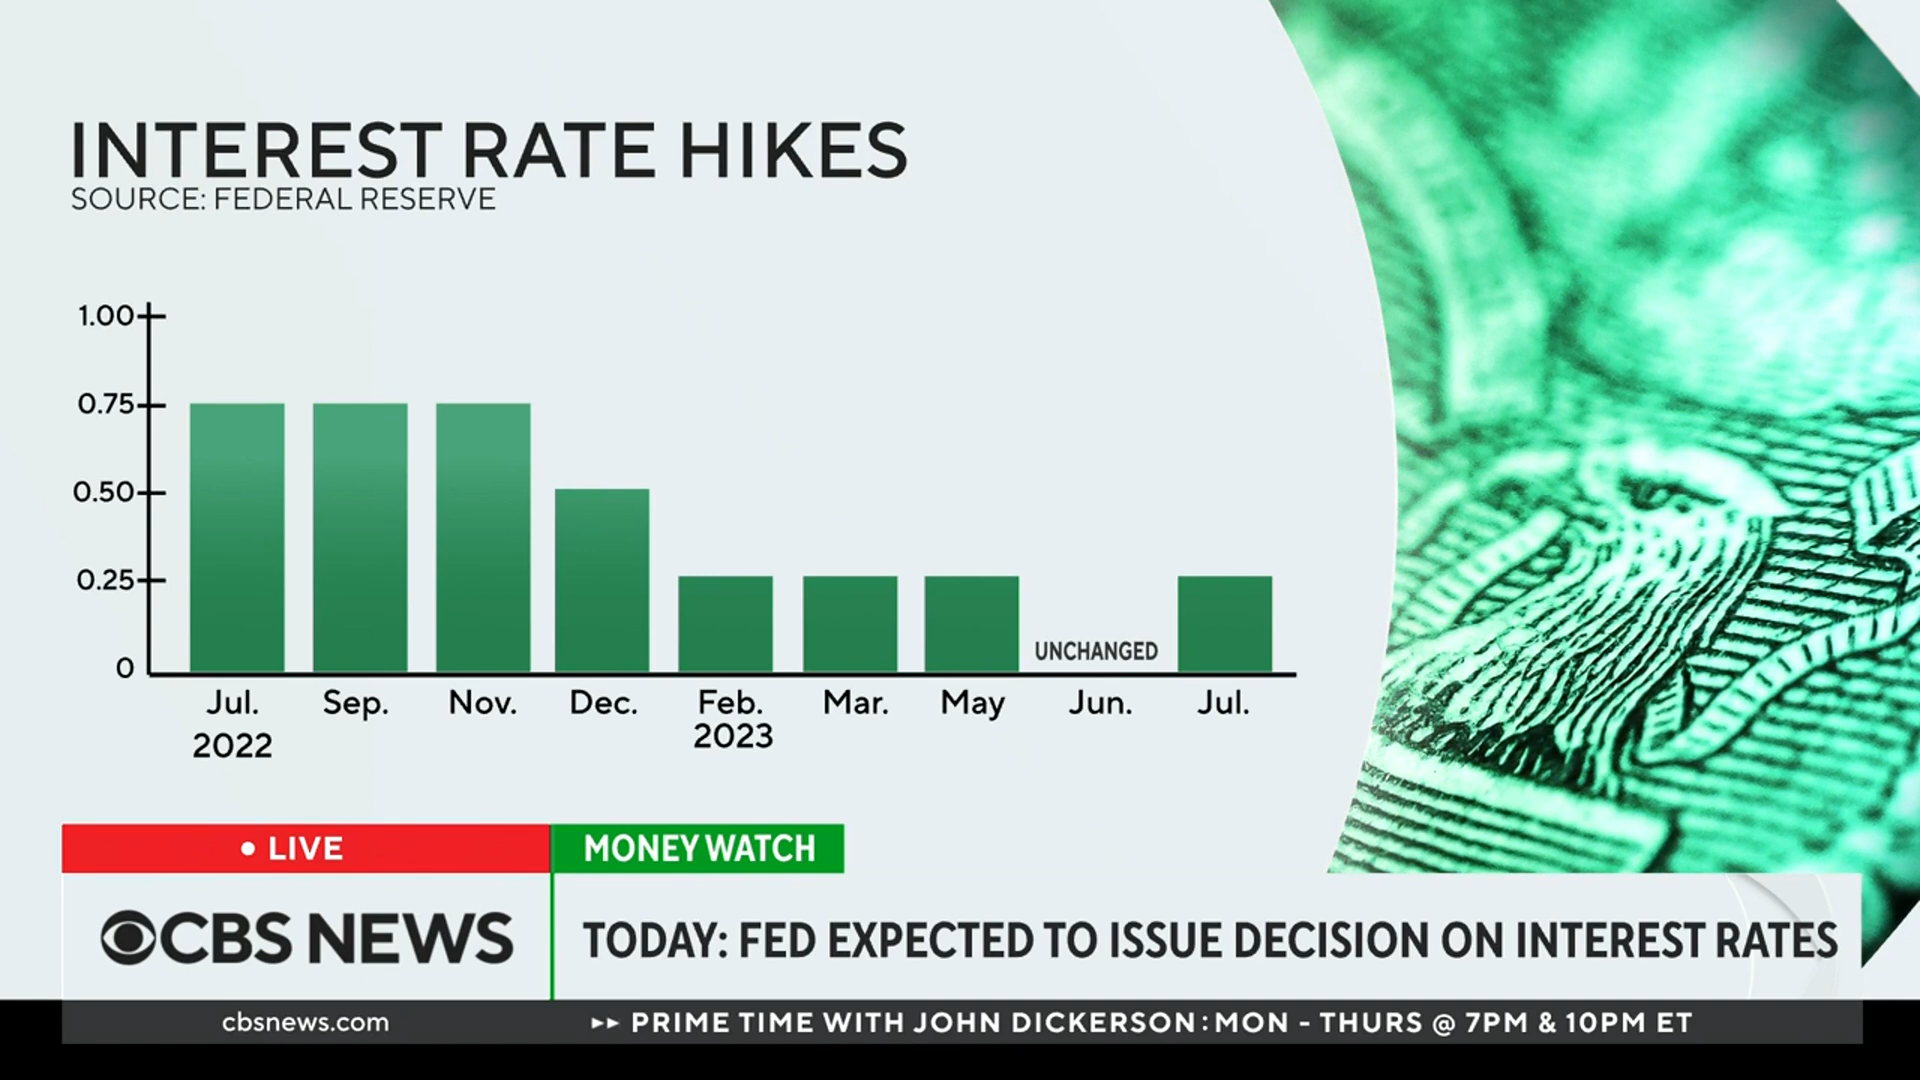 INTEREST RATE HIKES
SOURCE: FEDERAL RESERVE
1.00
0.75
0.50
0.25
0
UNCHANGED
Jul. Sep. Nov. Dec. Feb. Mar. May Jun. Jul.
2022 2023
• LIVE
MONEY WATCH
CBS NEWS
TODAY: FED EXPECTED TO ISSUE DECISION ON INTEREST RATES
cbsnews.com
PRIME TIME WITH JOHN DICKERSON: MON - THURS @ 7PM & 10PM ET